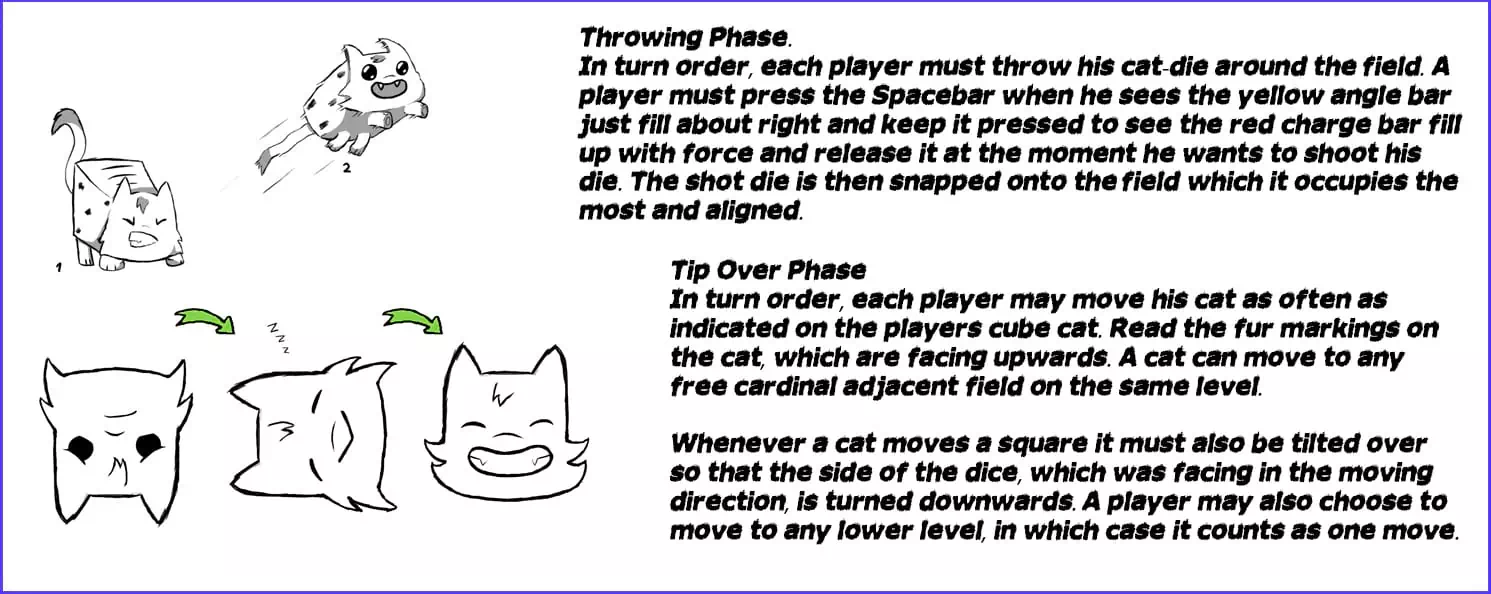 Throwing Phase.
In turn order, each player must throw his cat-die around the field. A
player must press the Spacebar when he sees the yellow angle bar
just fill about right and keep it pressed to see the red charge bar fill
up with force and release it at the moment he wants to shoot his
die. The shot die is then snapped onto the field which it occupies the
most and aligned.
1
2
Tip Over Phase
In turn order, each player may move his cat as often as
indicated on the players cube cat. Read the fur markings on
the cat, which are facing upwards. A cat can move to any
free cardinal adjacent field on the same level.
Whenever a cat moves a square it must also be tilted over
so that the side of the dice, which was facing in the moving
direction, is turned downwards. A player may also choose to
move to any lower level, in which case it counts as one move.
z z z z